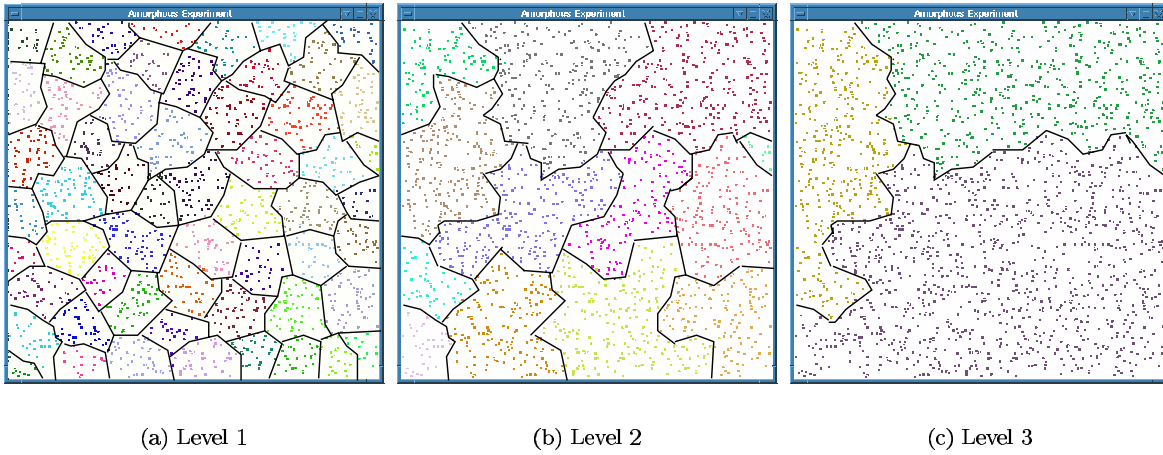 Amorphous Experiment
Amorphous Experiment
Amorphous Experiment
(a) Level 1
(b) Level 2
(c) Level 3